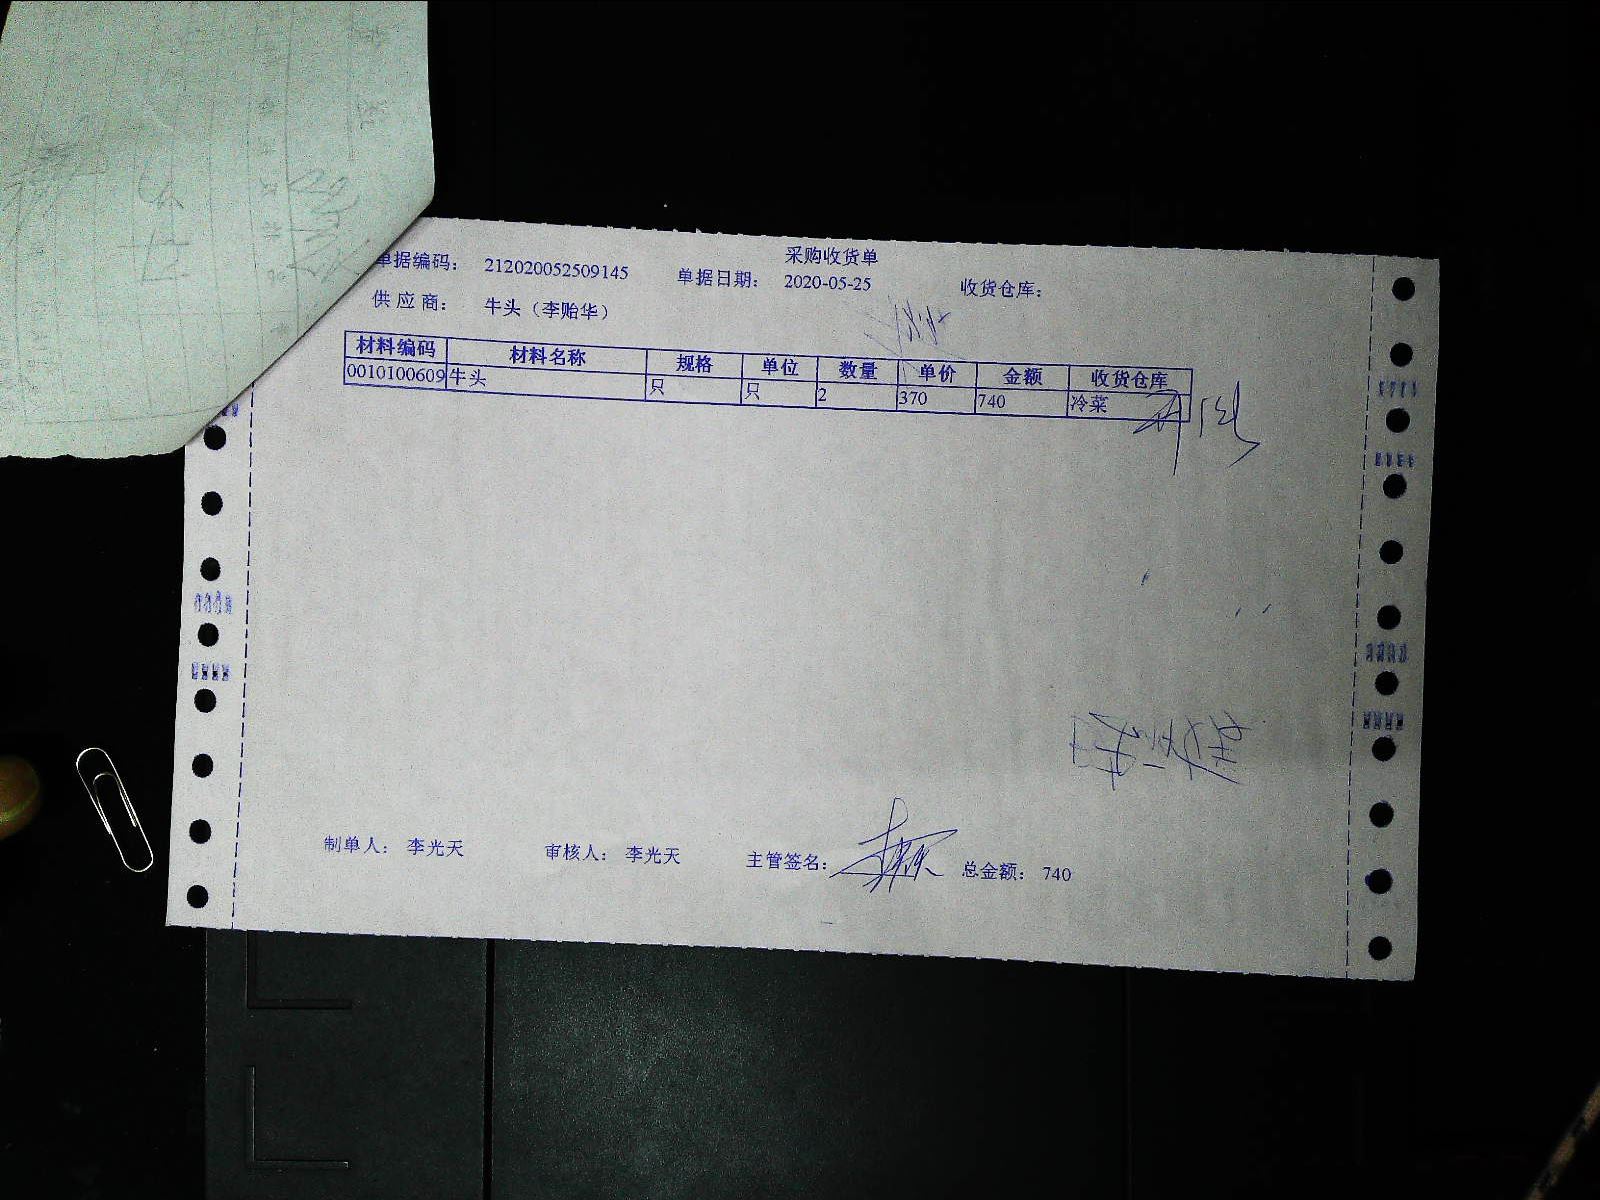 采购收货单
单据编码： 212020052509145 单据日期： 2020-05-25 收货仓库：
供 应 商： 牛头（李贻华）
材料编码 材料名称 规格 单位 数量 单价 金额 收货仓库
0010100609 牛头 只 只 2 370 740 冷菜
制单人： 李光天 审核人： 李光天 主管签名： 总金额： 740